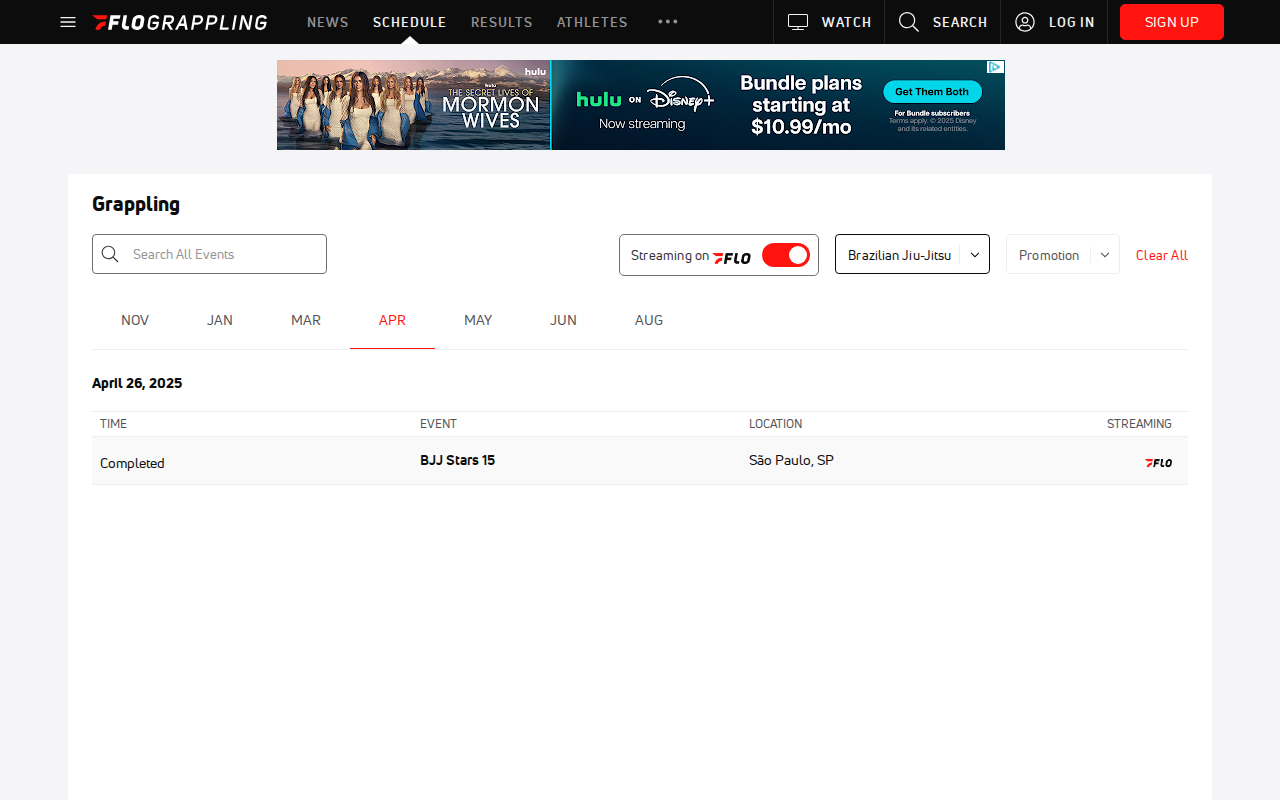 FLOGRAPPLING
NEWS
SCHEDULE
RESULTS
ATHLETES
WATCH
SEARCH
LOG IN
SIGN UP
hulu
hulu
THE SECRET LIVES OF
MORMON
WIVES
hulu ON Disney+
Now streaming
Bundle plans
starting at
$10.99/mo
Get Them Both
For Bundle subscribers
Terms apply. © 2025 Disney
and its related entities.
Grappling
Search All Events
Streaming on FLO
Brazilian Jiu-Jitsu
Promotion
Clear All
NOV
JAN
MAR
APR
MAY
JUN
AUG
April 26, 2025
TIME
EVENT
LOCATION
STREAMING
Completed
BJJ Stars 15
São Paulo, SP
FLO